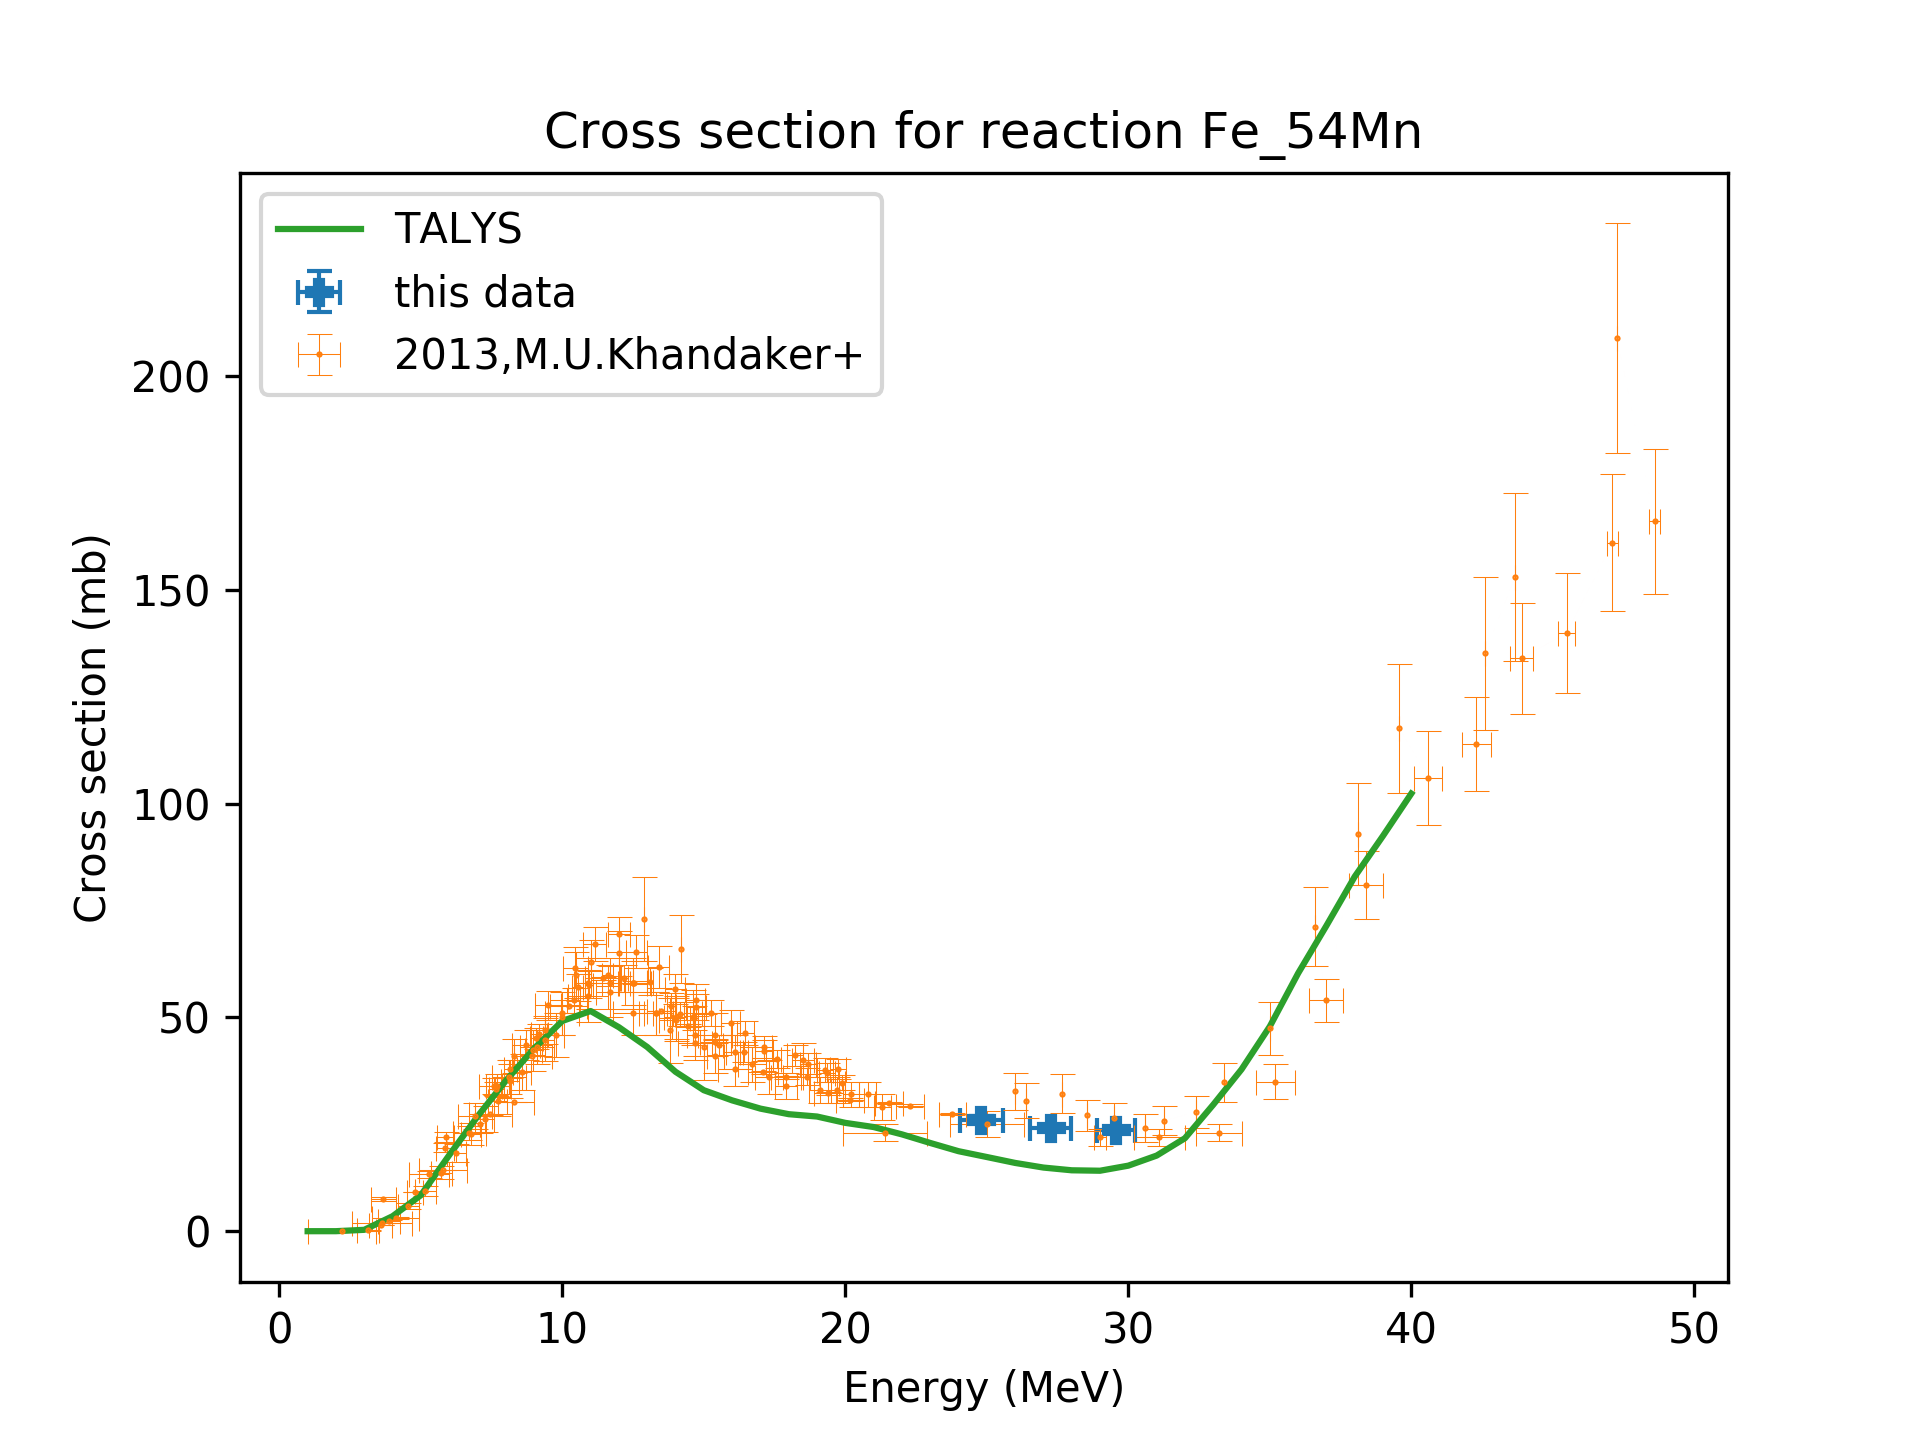 Cross section for reaction Fe_54Mn
TALYS
this data
2013,M.U.Khandaker+
Cross section (mb)
200
150
100
50
0
0 10 20 30 40 50
Energy (MeV)